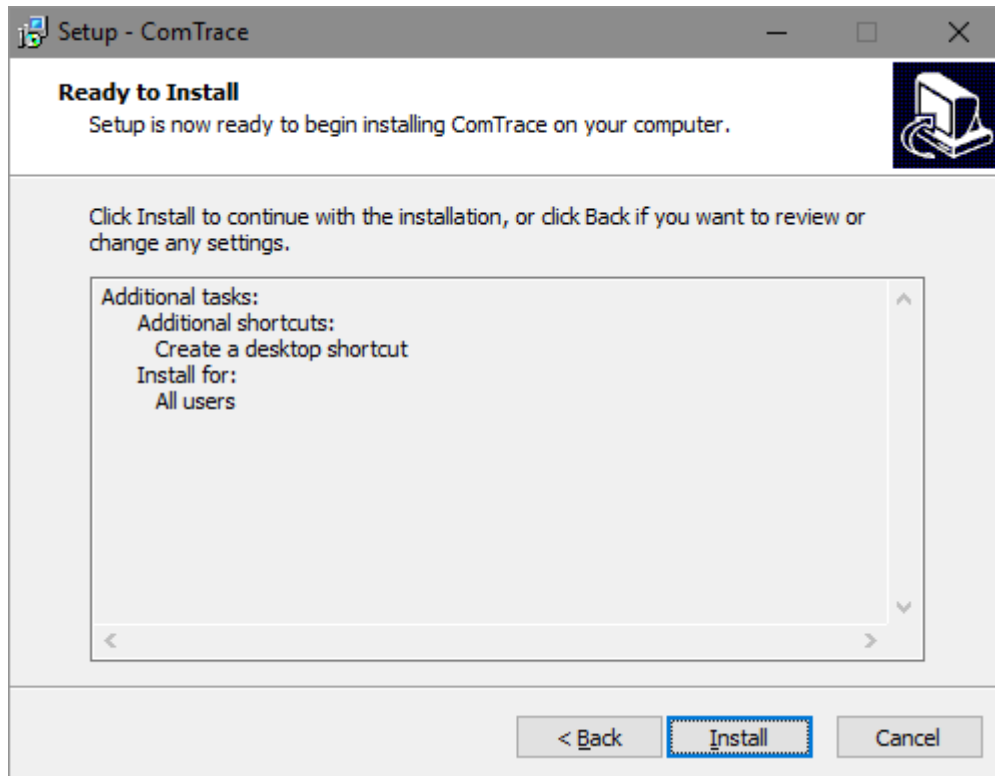 Setup - ComTrace
Ready to Install
Setup is now ready to begin installing ComTrace on your computer.
Click Install to continue with the installation, or click Back if you want to review or
change any settings.
Additional tasks:
Additional shortcuts:
Create a desktop shortcut
Install for:
All users
< Back
Install
Cancel